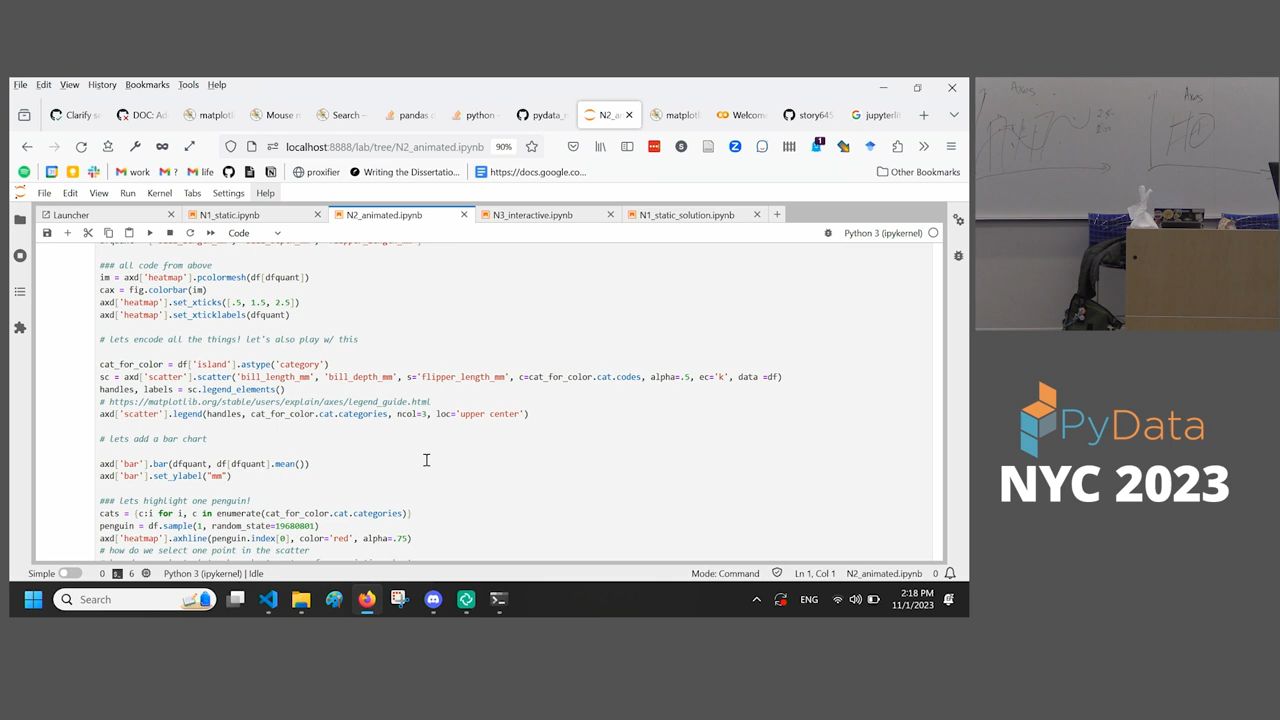 File Edit View History Bookmarks Tools Help
Clarify s DOC: Ad matplotl Mouse r Search — pandas c python - pydata_n N2_a matplotl Welcom story645 jupyterli
localhost:8888/lab/tree/N2_animated.ipynb 90% 1
work ? life proxifier Writing the Dissertatio... https://docs.google.co... Other Bookmarks
File Edit View Run Kernel Tabs Settings Help
Launcher N1_static.ipynb N2_animated.ipynb N3_interactive.ipynb N1_static_solution.ipynb
Code Python 3 (ipykernel)
### all code from above
im = axd['heatmap'].pcolormesh(df[dfquant])
cax = fig.colorbar(im)
axd['heatmap'].set_xticks([.5, 1.5, 2.5])
axd['heatmap'].set_xticklabels(dfquant)
# lets encode all the things! let's also play w/ this
cat_for_color = df['island'].astype('category')
sc = axd['scatter'].scatter('bill_length_mm', 'bill_depth_mm', s='flipper_length_mm', c=cat_for_color.cat.codes, alpha=.5, ec='k', data =df)
handles, labels = sc.legend_elements()
# https://matplotlib.org/stable/users/explain/axes/legend_guide.html
axd['scatter'].legend(handles, cat_for_color.cat.categories, ncol=3, loc='upper center')
# lets add a bar chart
axd['bar'].bar(dfquant, df[dfquant].mean())
axd['bar'].set_ylabel("mm")
### lets highlight one penguin!
cats = {c:i for i, c in enumerate(cat_for_color.cat.categories)}
penguin = df.sample(1, random_state=19680801)
axd['heatmap'].axhline(penguin.index[0], color='red', alpha=.75)
# how do we select one point in the scatter
Simple 0 6 Python 3 (ipykernel) | Idle Mode: Command Ln 1, Col 1 N2_animated.ipynb 0
Search ENG 2:18 PM
11/1/2023
Axes Axes
PyData
NYC 2023